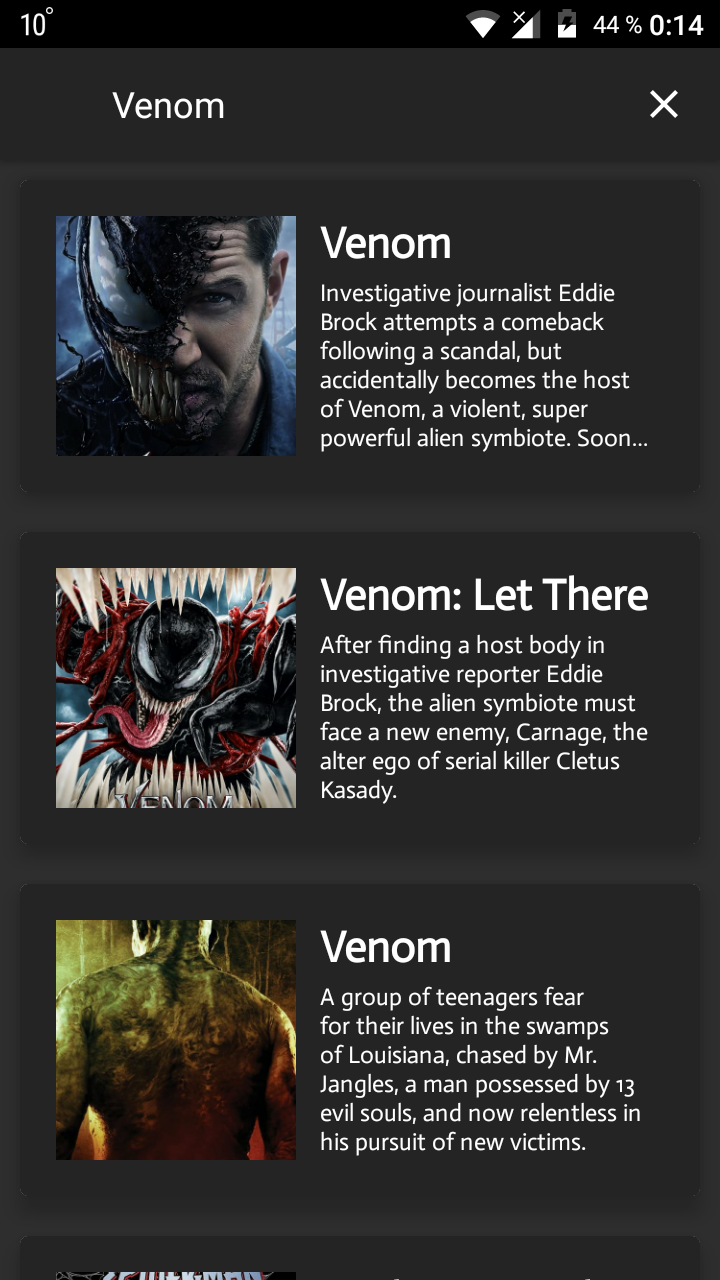 10°
44 % 0:14
Venom
Venom
Investigative journalist Eddie
Brock attempts a comeback
following a scandal, but
accidentally becomes the host
of Venom, a violent, super
powerful alien symbiote. Soon...
Venom: Let There
After finding a host body in
investigative reporter Eddie
Brock, the alien symbiote must
face a new enemy, Carnage, the
alter ego of serial killer Cletus
Kasady.
VENOM
Venom
A group of teenagers fear
for their lives in the swamps
of Louisiana, chased by Mr.
Jangles, a man possessed by 13
evil souls, and now relentless in
his pursuit of new victims.